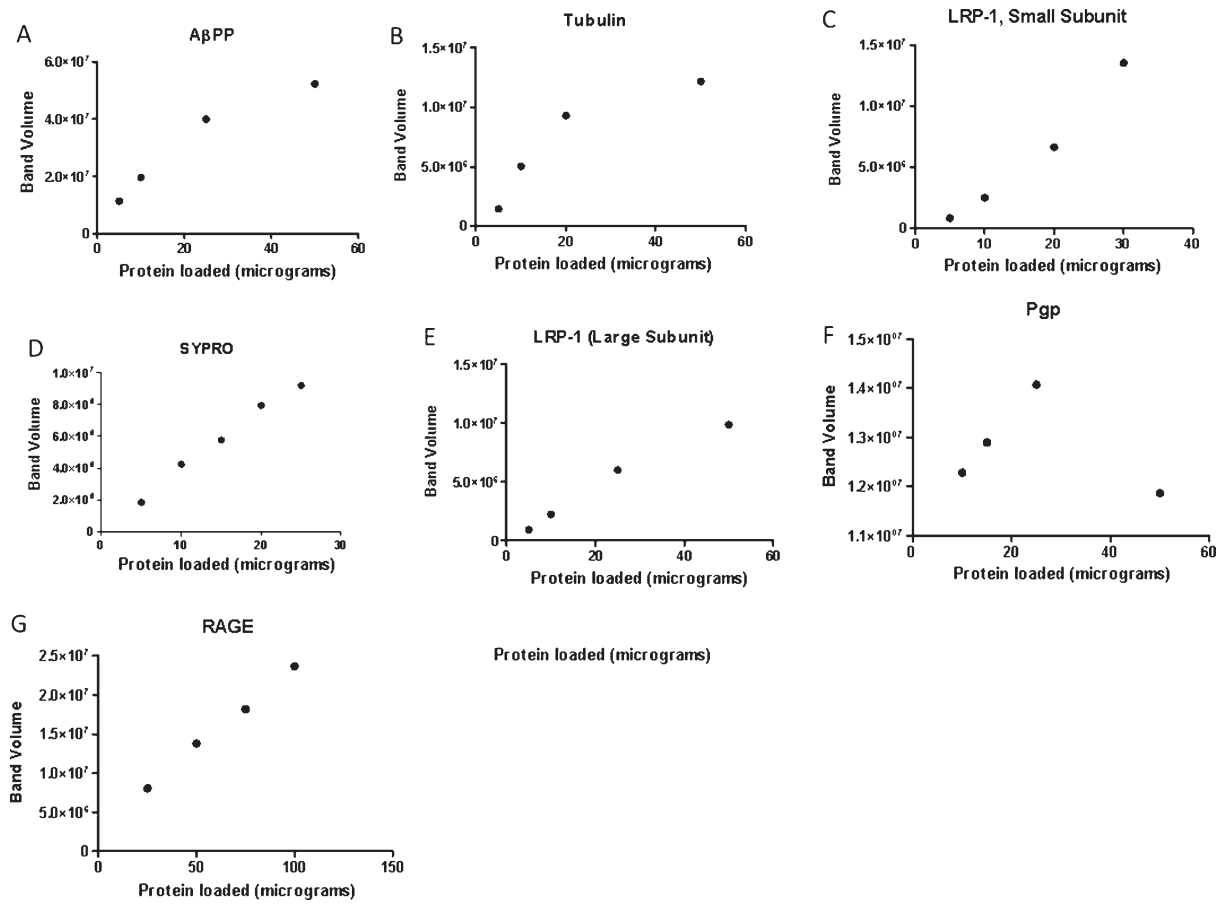 A
AβPP
6.0×10⁷
4.0×10⁷
2.0×10⁷
0
Band Volume
0 20 40 60
Protein loaded (micrograms)
B
Tubulin
1.5×10⁷
1.0×10⁷
5.0×10⁶
0
Band Volume
0 20 40 60
Protein loaded (micrograms)
C
LRP-1, Small Subunit
1.5×10⁷
1.0×10⁷
5.0×10⁶
0
Band Volume
0 10 20 30 40
Protein loaded (micrograms)
D
SYPRO
1.0×10⁷
8.0×10⁶
6.0×10⁶
4.0×10⁶
2.0×10⁶
0
Band Volume
0 10 20 30
Protein loaded (micrograms)
E
LRP-1 (Large Subunit)
1.5×10⁷
1.0×10⁷
5.0×10⁶
0
Band Volume
0 20 40 60
Protein loaded (micrograms)
F
Pgp
1.5×10⁰⁷
1.4×10⁰⁷
1.3×10⁰⁷
1.2×10⁰⁷
1.1×10⁰⁷
Band Volume
0 20 40 60
Protein loaded (micrograms)
G
RAGE
2.5×10⁷
2.0×10⁷
1.5×10⁷
1.0×10⁷
5.0×10⁶
0
Band Volume
0 50 100 150
Protein loaded (micrograms)
Protein loaded (micrograms)